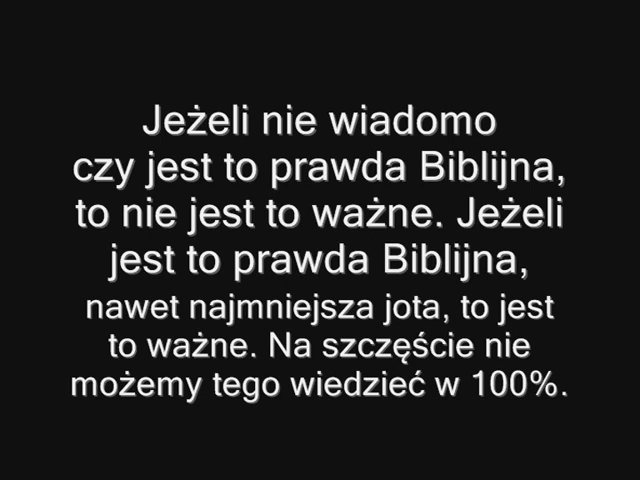 Jeżeli nie wiadomo
czy jest to prawda Biblijna,
to nie jest to ważne. Jeżeli
jest to prawda Biblijna,
nawet najmniejsza jota, to jest
to ważne. Na szczęście nie
możemy tego wiedzieć w 100%.